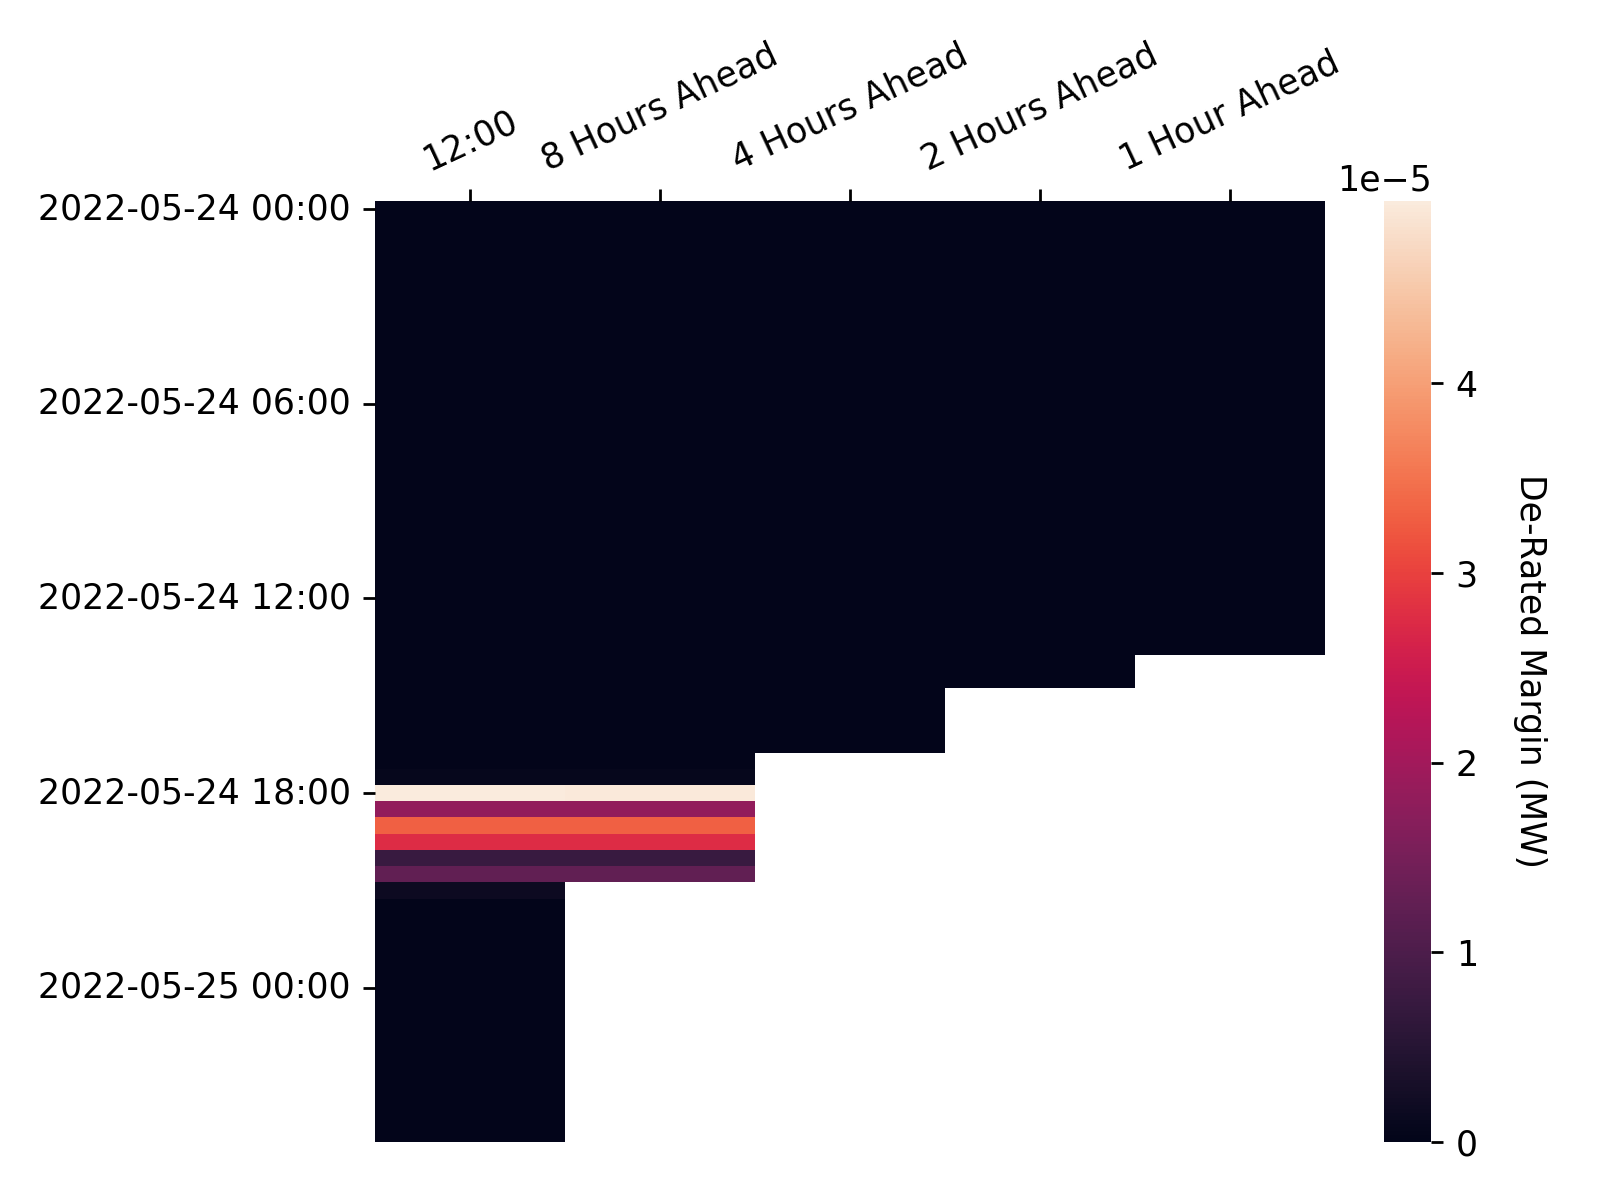 12:00
8 Hours Ahead
4 Hours Ahead
2 Hours Ahead
1 Hour Ahead
1e−5
2022-05-24 00:00
2022-05-24 06:00
2022-05-24 12:00
2022-05-24 18:00
2022-05-25 00:00
4
3
2
1
0
De-Rated Margin (MW)